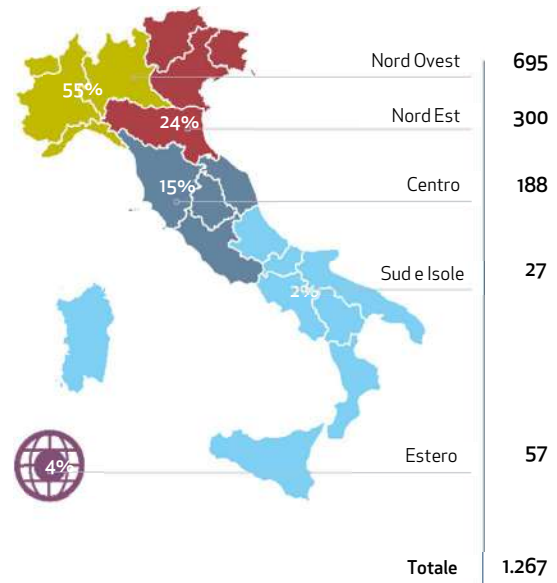 Nord Ovest 695
55%
Nord Est 300
24%
Centro 188
15%
Sud e Isole 27
2%
Estero 57
4%
Totale 1.267